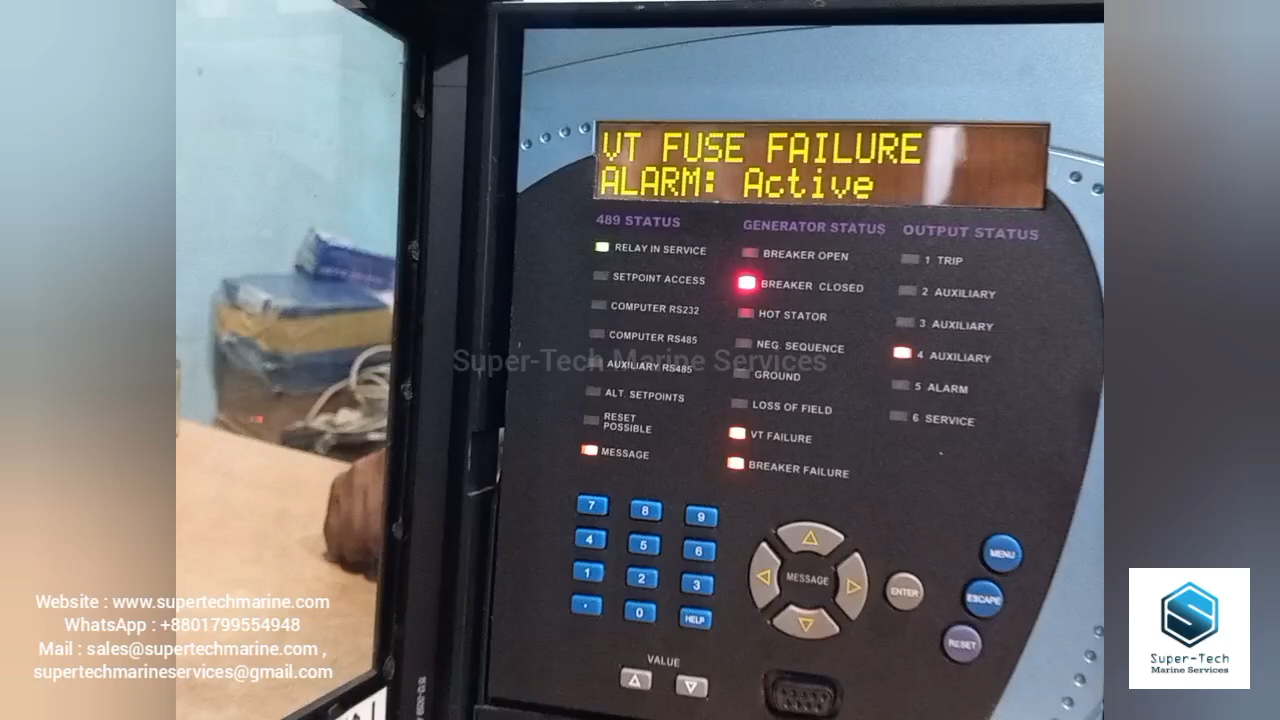 VT FUSE FAILURE
ALARM: Active
489 STATUS
RELAY IN SERVICE
SETPOINT ACCESS
COMPUTER RS232
COMPUTER RS485
AUXILIARY RS485
ALT. SETPOINTS
RESET
POSSIBLE
MESSAGE
GENERATOR STATUS
BREAKER OPEN
BREAKER CLOSED
HOT STATOR
NEG. SEQUENCE
GROUND
LOSS OF FIELD
VT FAILURE
BREAKER FAILURE
OUTPUT STATUS
1 TRIP
2 AUXILIARY
3 AUXILIARY
4 AUXILIARY
5 ALARM
6 SERVICE
Super-Tech Marine Services
7 8 9
4 5 6
1 2 3
. 0 HELP
MESSAGE
ENTER
MENU
ESCAPE
RESET
VALUE
Website : www.supertechmarine.com
WhatsApp : +8801799554948
Mail : sales@supertechmarine.com ,
supertechmarineservices@gmail.com
Super-Tech
Marine Services